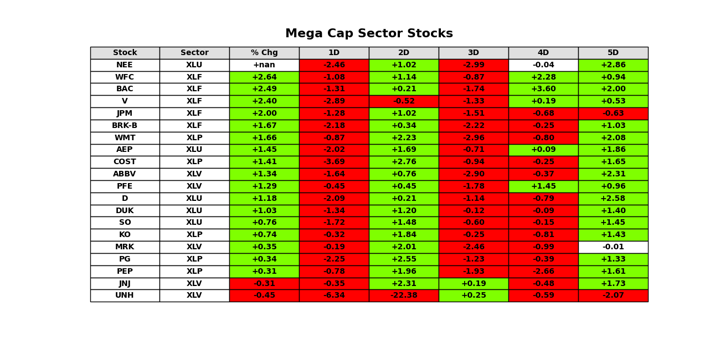 Mega Cap Sector Stocks
Stock Sector % Chg 1D 2D 3D 4D 5D
NEE XLU +nan -2.46 +1.02 -2.99 -0.04 +2.86
WFC XLF +2.64 -1.08 +1.14 -0.87 +2.28 +0.94
BAC XLF +2.49 -1.31 +0.21 -1.74 +3.60 +2.00
V XLF +2.40 -2.89 -0.52 -1.33 +0.19 +0.53
JPM XLF +2.00 -1.28 +1.02 -1.51 -0.68 -0.63
BRK-B XLF +1.67 -2.18 +0.34 -2.22 -0.25 +1.03
WMT XLP +1.66 -0.87 +2.23 -2.96 -0.80 +2.08
AEP XLU +1.45 -2.02 +1.69 -0.71 +0.09 +1.86
COST XLP +1.41 -3.69 +2.76 -0.94 -0.25 +1.65
ABBV XLV +1.34 -1.64 +0.76 -2.90 -0.37 +2.31
PFE XLV +1.29 -0.45 +0.45 -1.78 +1.45 +0.96
D XLU +1.18 -2.09 +0.21 -1.14 -0.79 +2.58
DUK XLU +1.03 -1.34 +1.20 -0.12 -0.09 +1.40
SO XLU +0.76 -1.72 +1.48 -0.60 -0.15 +1.45
KO XLP +0.74 -0.32 +1.84 -0.25 -0.81 +1.43
MRK XLV +0.35 -0.19 +2.01 -2.46 -0.99 -0.01
PG XLP +0.34 -2.25 +2.55 -1.23 -0.39 +1.33
PEP XLP +0.31 -0.78 +1.96 -1.93 -2.66 +1.61
JNJ XLV -0.31 -0.35 +2.31 +0.19 -0.48 +1.73
UNH XLV -0.45 -6.34 -22.38 +0.25 -0.59 -2.07